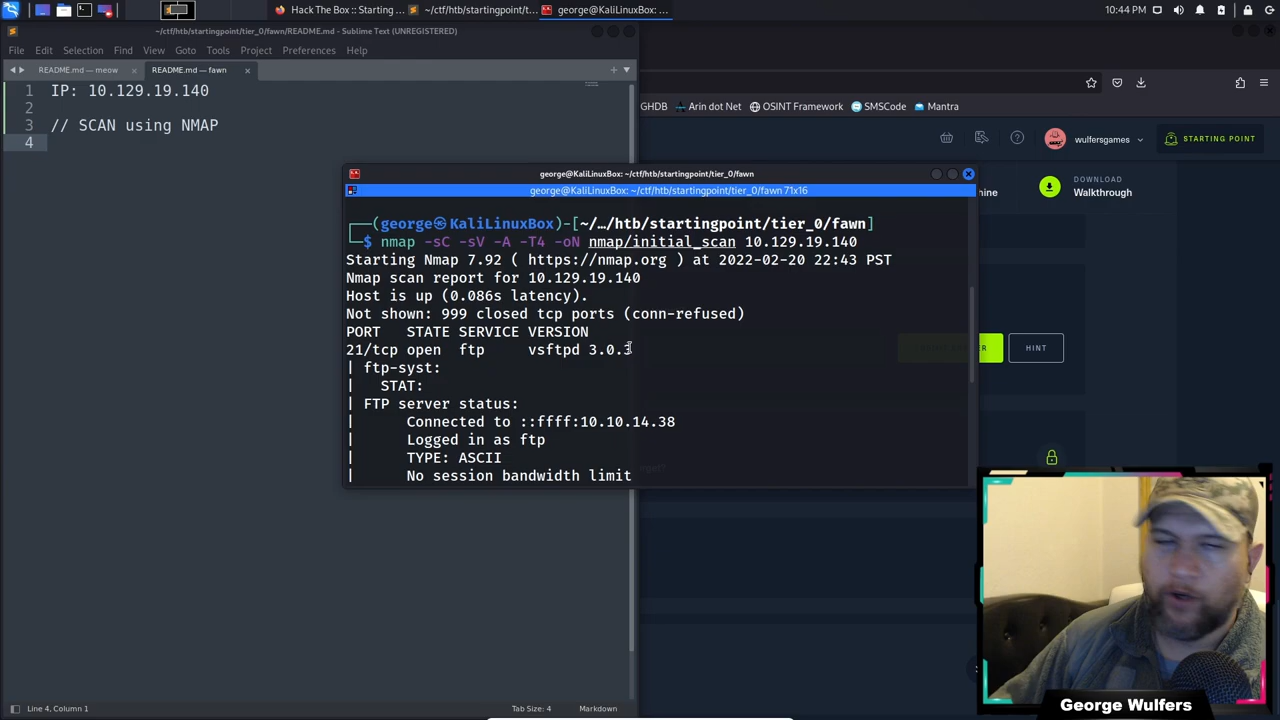 Hack The Box :: Starting ...
~/ctf/htb/startingpoint/t...
george@KaliLinuxBox: ...
10:44 PM
~/ctf/htb/startingpoint/tier_0/fawn/README.md - Sublime Text (UNREGISTERED)
File Edit Selection Find View Goto Tools Project Preferences Help
README.md — meow
README.md — fawn
1 IP: 10.129.19.140
2
3 // SCAN using NMAP
4
GHDB
Arin dot Net
OSINT Framework
SMSCode
Mantra
wulfersgames
STARTING POINT
DOWNLOAD
Walkthrough
HINT
george@KaliLinuxBox: ~/ctf/htb/startingpoint/tier_0/fawn
george@KaliLinuxBox: ~/ctf/htb/startingpoint/tier_0/fawn 71x16
┌──(george㉿KaliLinuxBox)-[~/…/htb/startingpoint/tier_0/fawn]
└─$ nmap -sC -sV -A -T4 -oN nmap/initial_scan 10.129.19.140
Starting Nmap 7.92 ( https://nmap.org ) at 2022-02-20 22:43 PST
Nmap scan report for 10.129.19.140
Host is up (0.086s latency).
Not shown: 999 closed tcp ports (conn-refused)
PORT STATE SERVICE VERSION
21/tcp open ftp vsftpd 3.0.3
| ftp-syst:
| STAT:
| FTP server status:
| Connected to ::ffff:10.10.14.38
| Logged in as ftp
| TYPE: ASCII
| No session bandwidth limit
George Wulfers
Line 4, Column 1
Tab Size: 4
Markdown